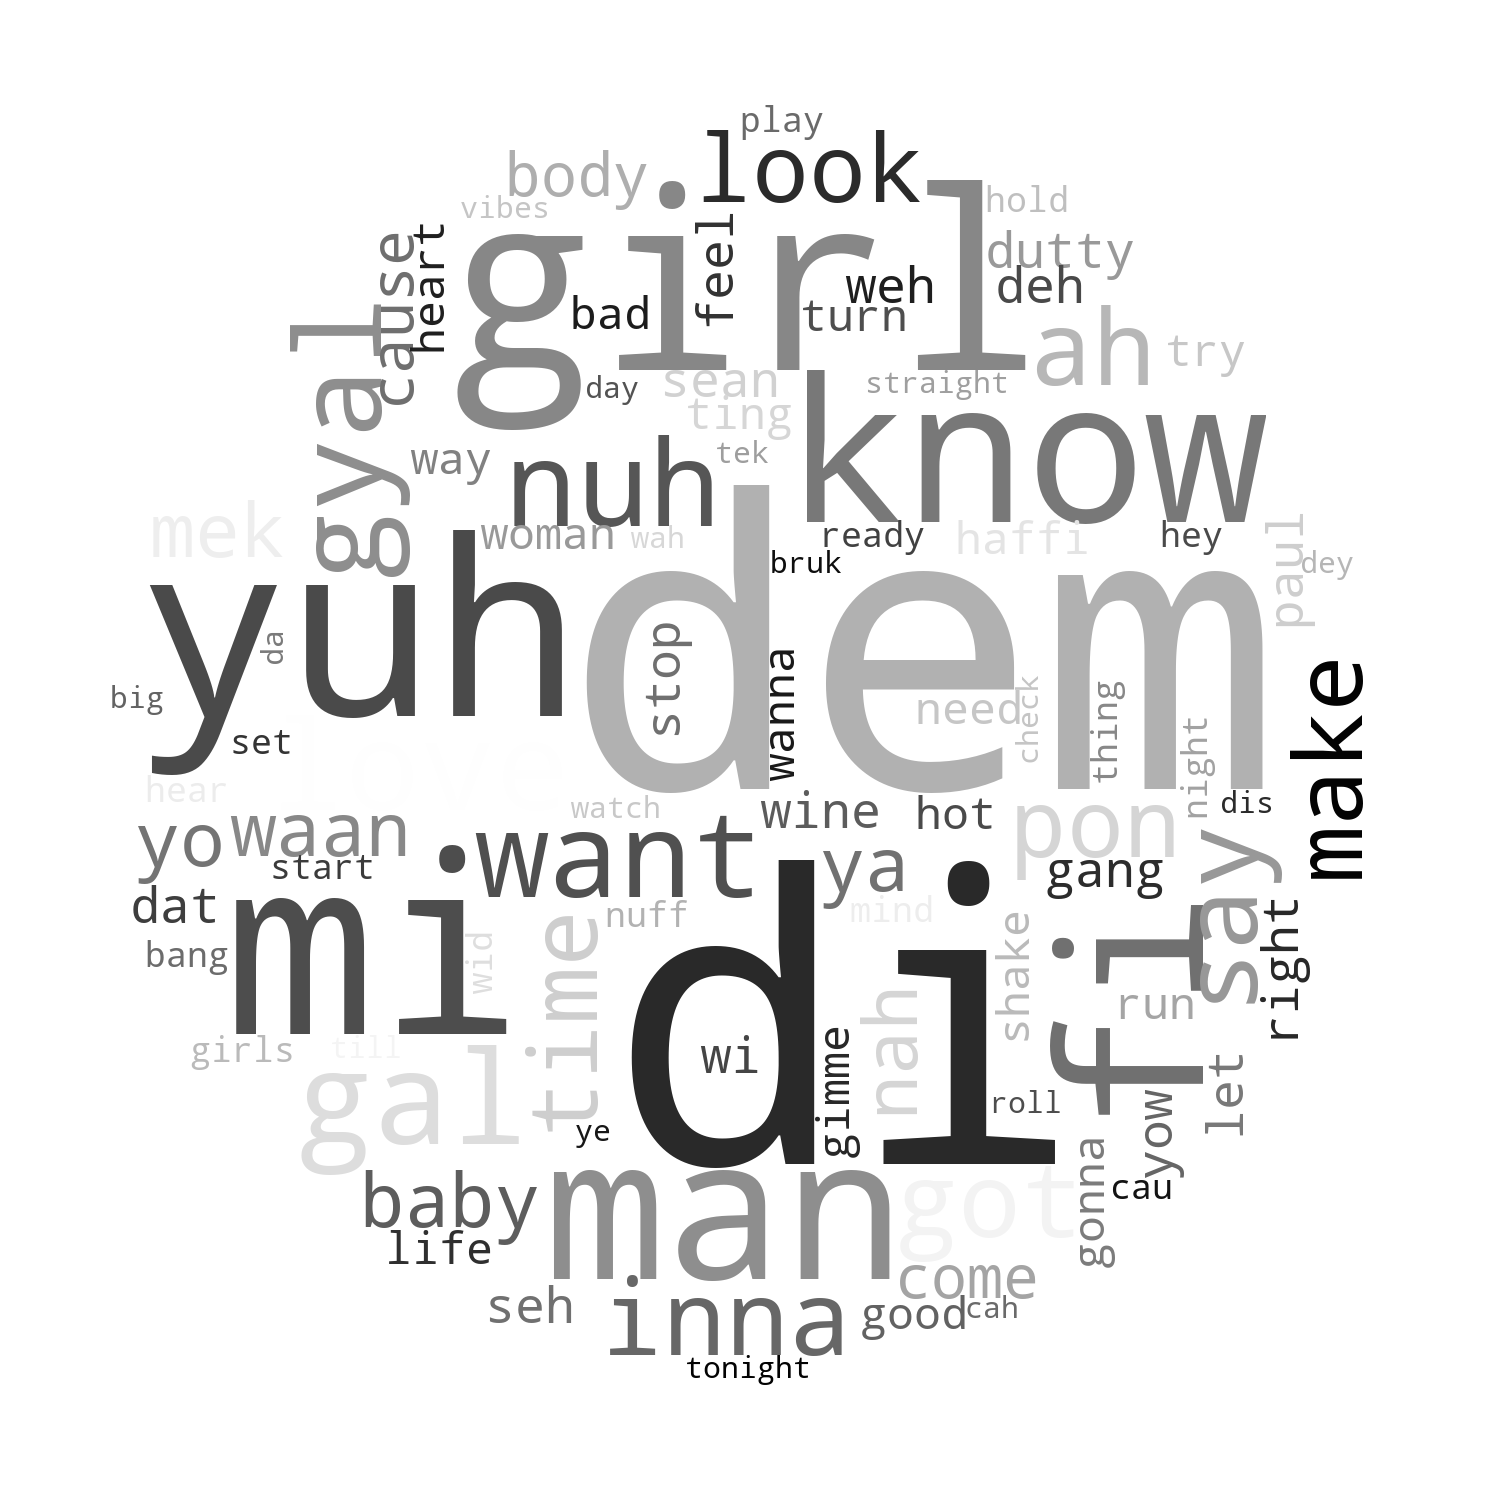 play
look
body
girl
hold
vibes
heart
feel
dutty
cause
weh
deh
bad
turn
gyal
ah
try
sean
day
straight
ting
know
way
nuh
tek
mek
woman
wah
ready
haffi
hey
paul
bruk
dey
yuh
dem
da
stop
wanna
make
big
need
check
thing
set
love
night
hear
watch
wine
hot
pon
dis
yo
waan
want
ya
start
gang
say
dat
time
nuff
mind
fi
right
bang
mi
wid
di
nah
shake
run
girls
till
wi
gimme
let
gal
roll
yow
ye
baby
man
got
gonna
cau
life
come
seh
inna
good
cah
tonight